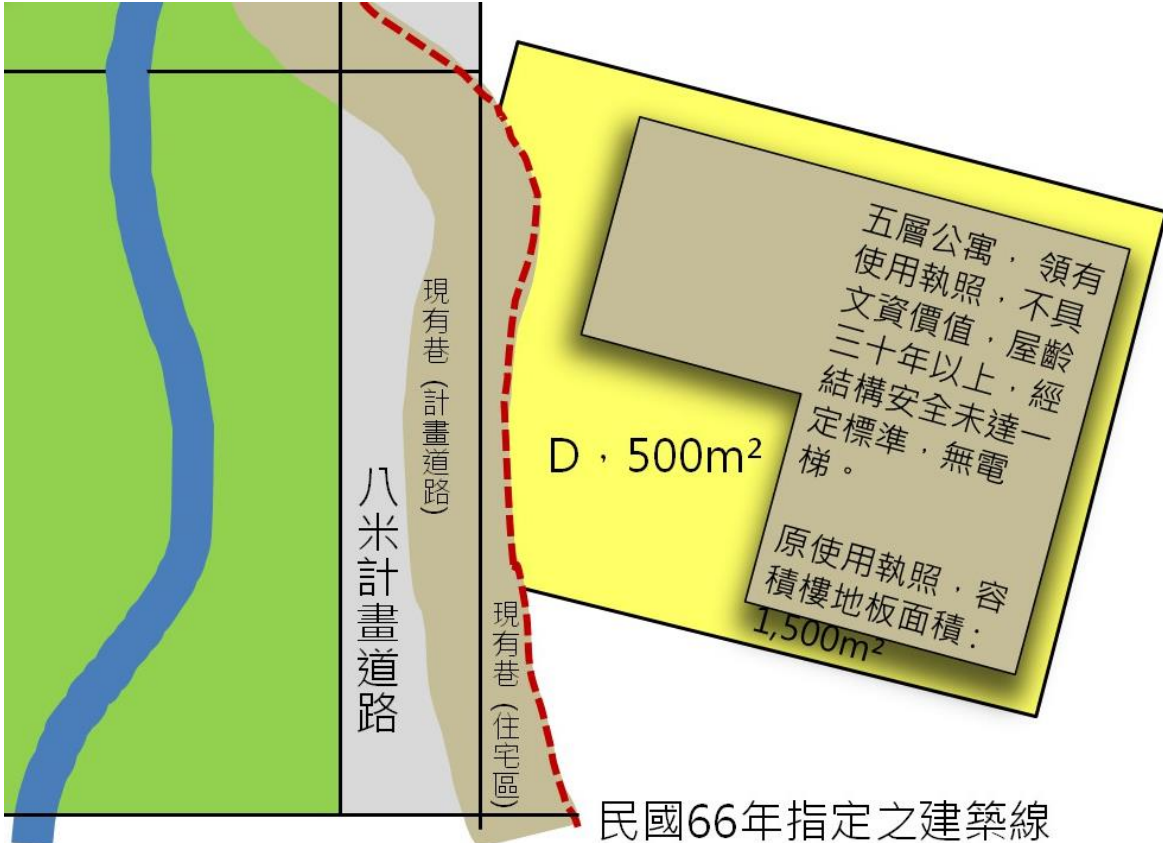 五層公寓，領有
使用執照，不具
文資價值，屋齡
三十年以上，經
結構安全未達一
定標準，無電
梯。
原使用執照，容
積樓地板面積：
1,500m²
D，500m²
現有巷(計畫道路)
八米計畫道路
現有巷(住宅區)
民國66年指定之建築線